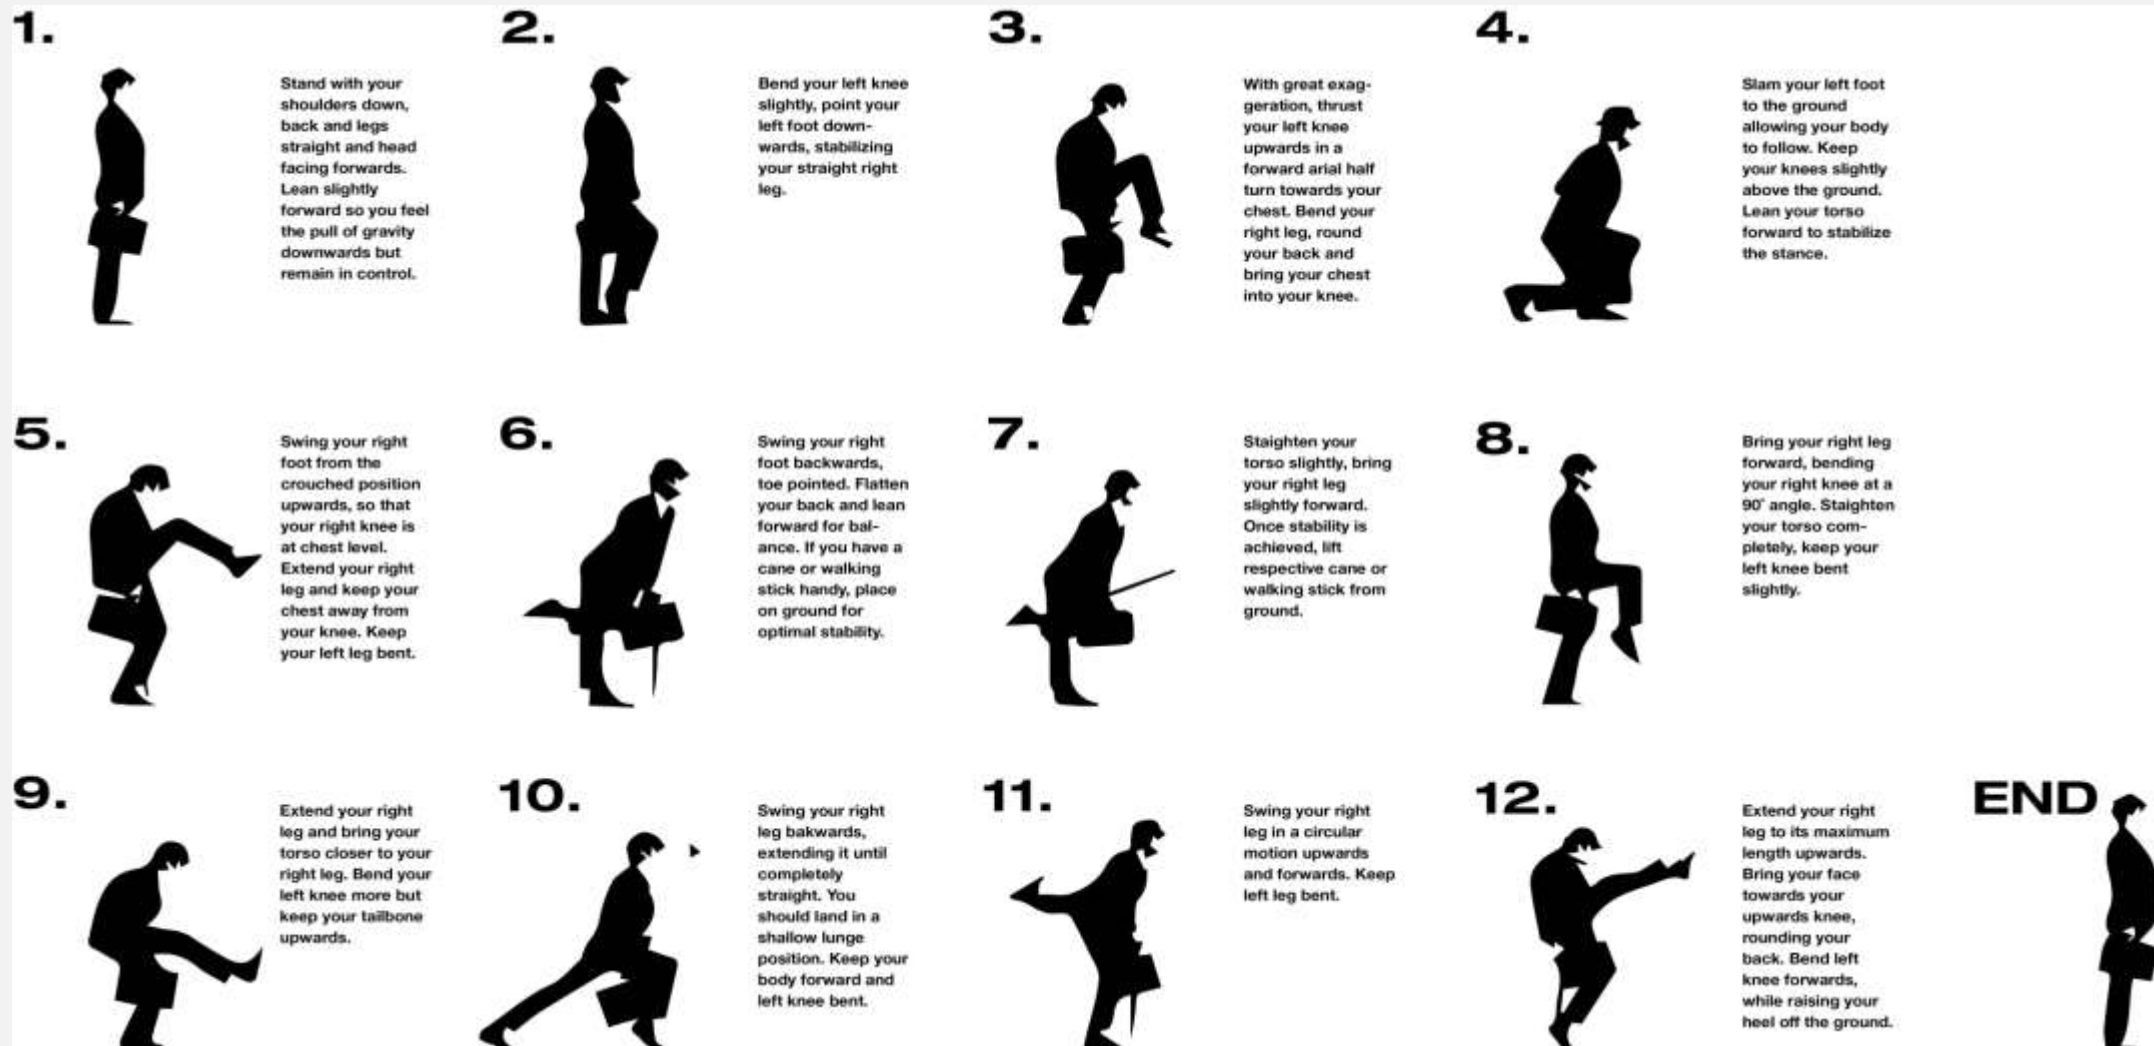 1.
Stand with your
shoulders down,
back and legs
straight and head
facing forwards.
Lean slightly
forward so you feel
the pull of gravity
downwards but
remain in control.
2.
Bend your left knee
slightly, point your
left foot down-
wards, stabilizing
your straight right
leg.
3.
With great exag-
geration, thrust
your left knee
upwards in a
forward arial half
turn towards your
chest. Bend your
right leg, round
your back and
bring your chest
into your knee.
4.
Slam your left foot
to the ground
allowing your body
to follow. Keep
your knees slightly
above the ground.
Lean your torso
forward to stabilize
the stance.
5.
Swing your right
foot from the
crouched position
upwards, so that
your right knee is
at chest level.
Extend your right
leg and keep your
chest away from
your knee. Keep
your left leg bent.
6.
Swing your right
foot backwards,
toe pointed. Flatten
your back and lean
forward for bal-
ance. If you have a
cane or walking
stick handy, place
on ground for
optimal stability.
7.
Staighten your
torso slightly, bring
your right leg
slightly forward.
Once stability is
achieved, lift
respective cane or
walking stick from
ground.
8.
Bring your right leg
forward, bending
your right knee at a
90° angle. Staighten
your torso com-
pletely, keep your
left knee bent
slightly.
9.
Extend your right
leg and bring your
torso closer to your
right leg. Bend your
left knee more but
keep your tailbone
upwards.
10.
Swing your right
leg bakwards,
extending it until
completely
straight. You
should land in a
shallow lunge
position. Keep your
body forward and
left knee bent.
11.
Swing your right
leg in a circular
motion upwards
and forwards. Keep
left leg bent.
12.
Extend your right
leg to its maximum
length upwards.
Bring your face
towards your
upwards knee,
rounding your
back. Bend left
knee forwards,
while raising your
heel off the ground.
END